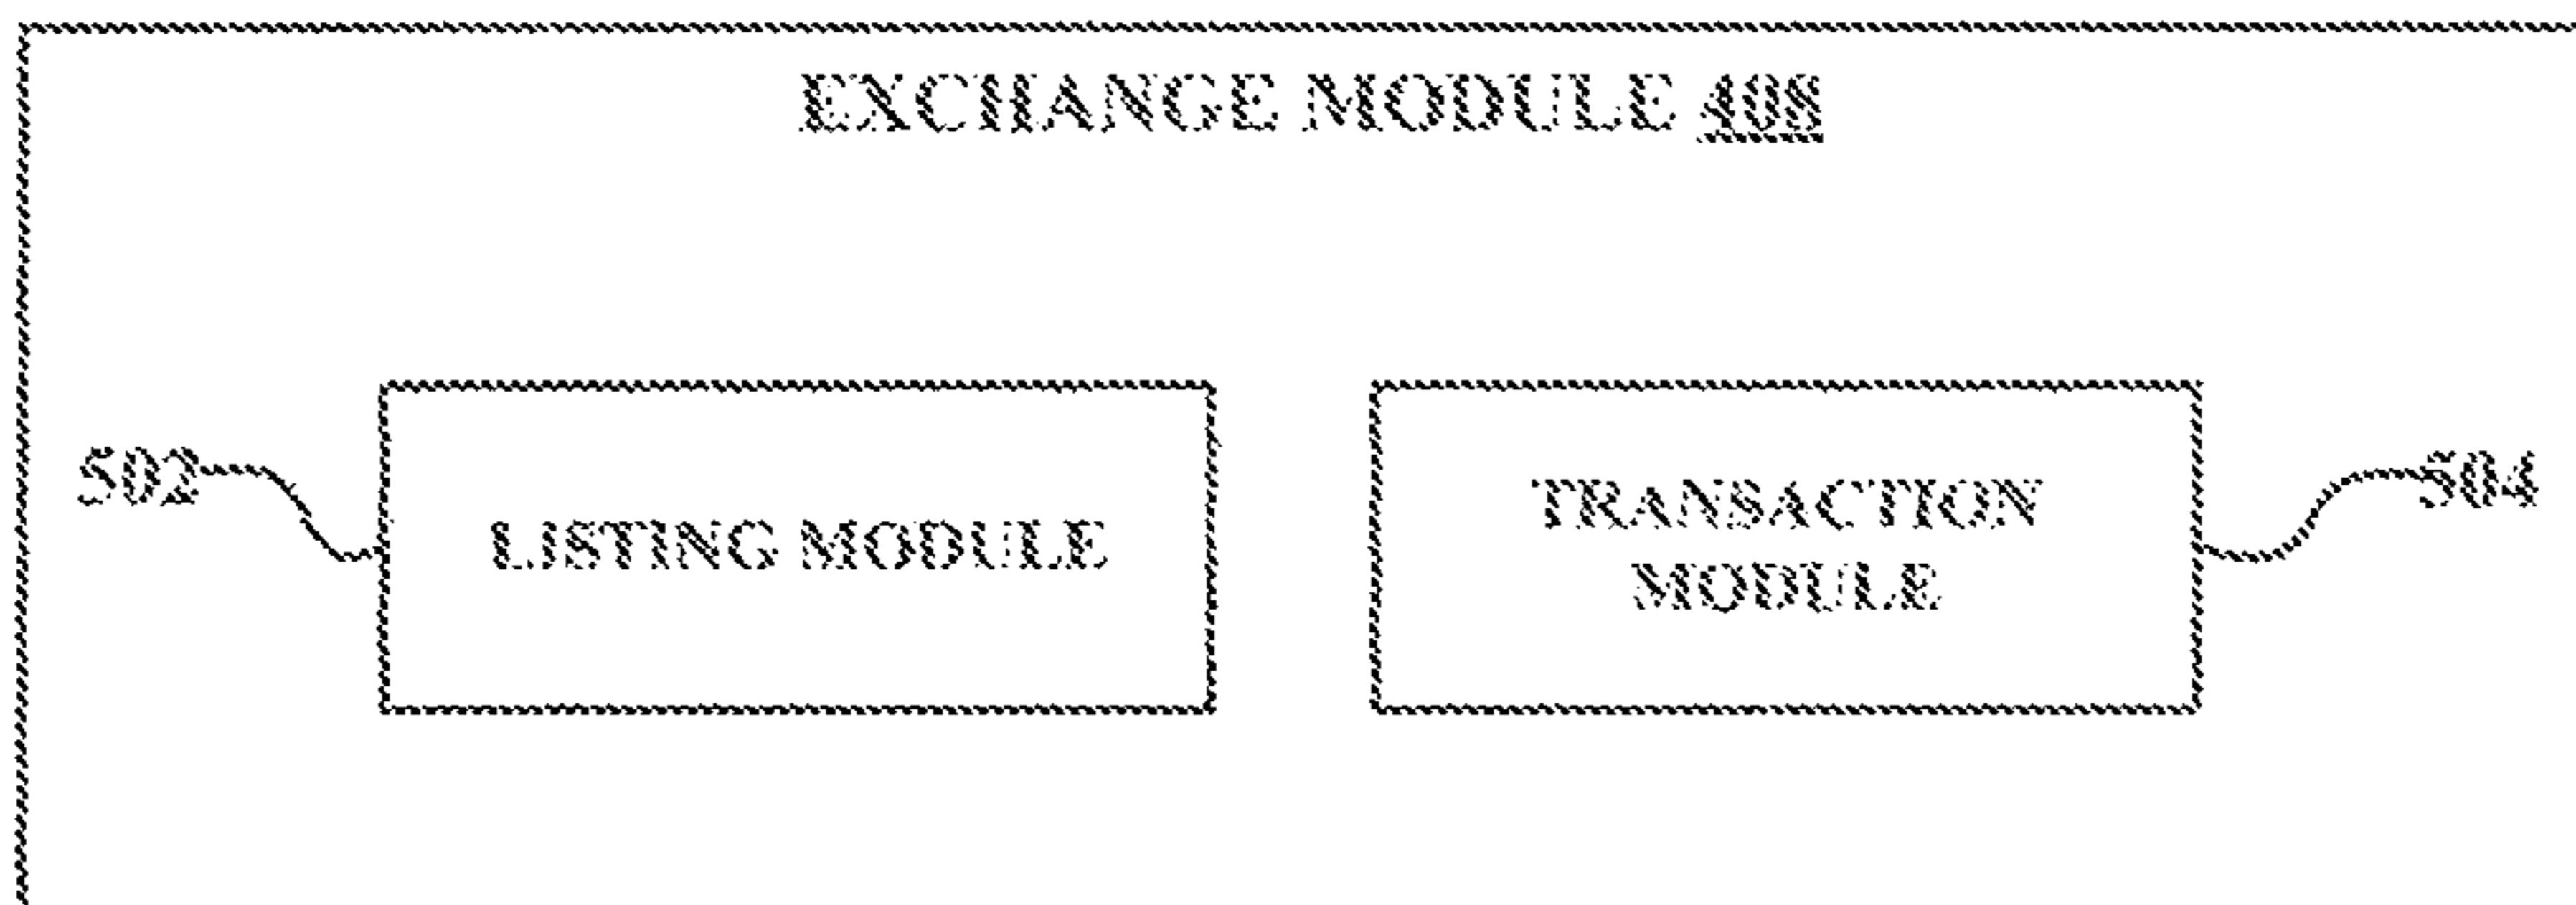 EXCHANGE MODULE 408
502
LISTING MODULE
TRANSACTION
MODULE
504